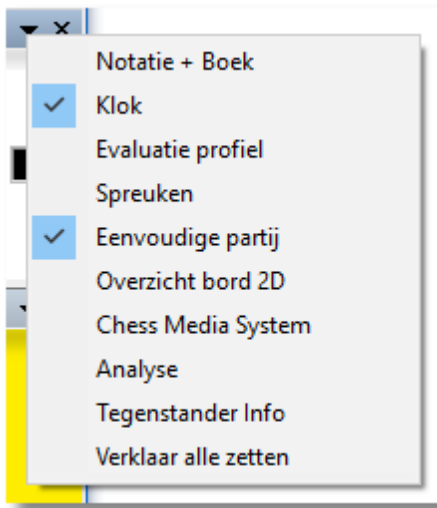 Notatie + Boek
Klok
Evaluatie profiel
Spreuken
Eenvoudige partij
Overzicht bord 2D
Chess Media System
Analyse
Tegenstander Info
Verklaar alle zetten